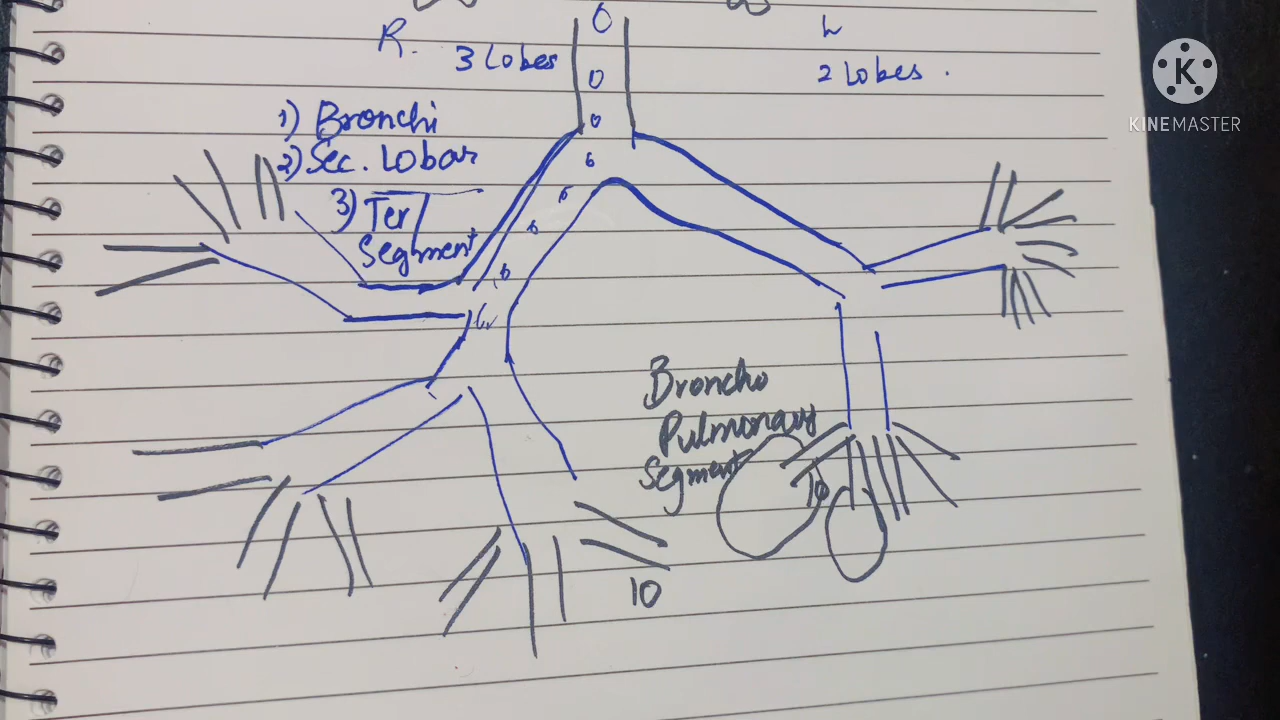 R.
3 Lobes
L
2 Lobes.
1) Bronchi
2) Sec. Lobar
3) Ter/
Segment
Broncho
Pulmonary
Segment
10
10
K
KINEMASTER